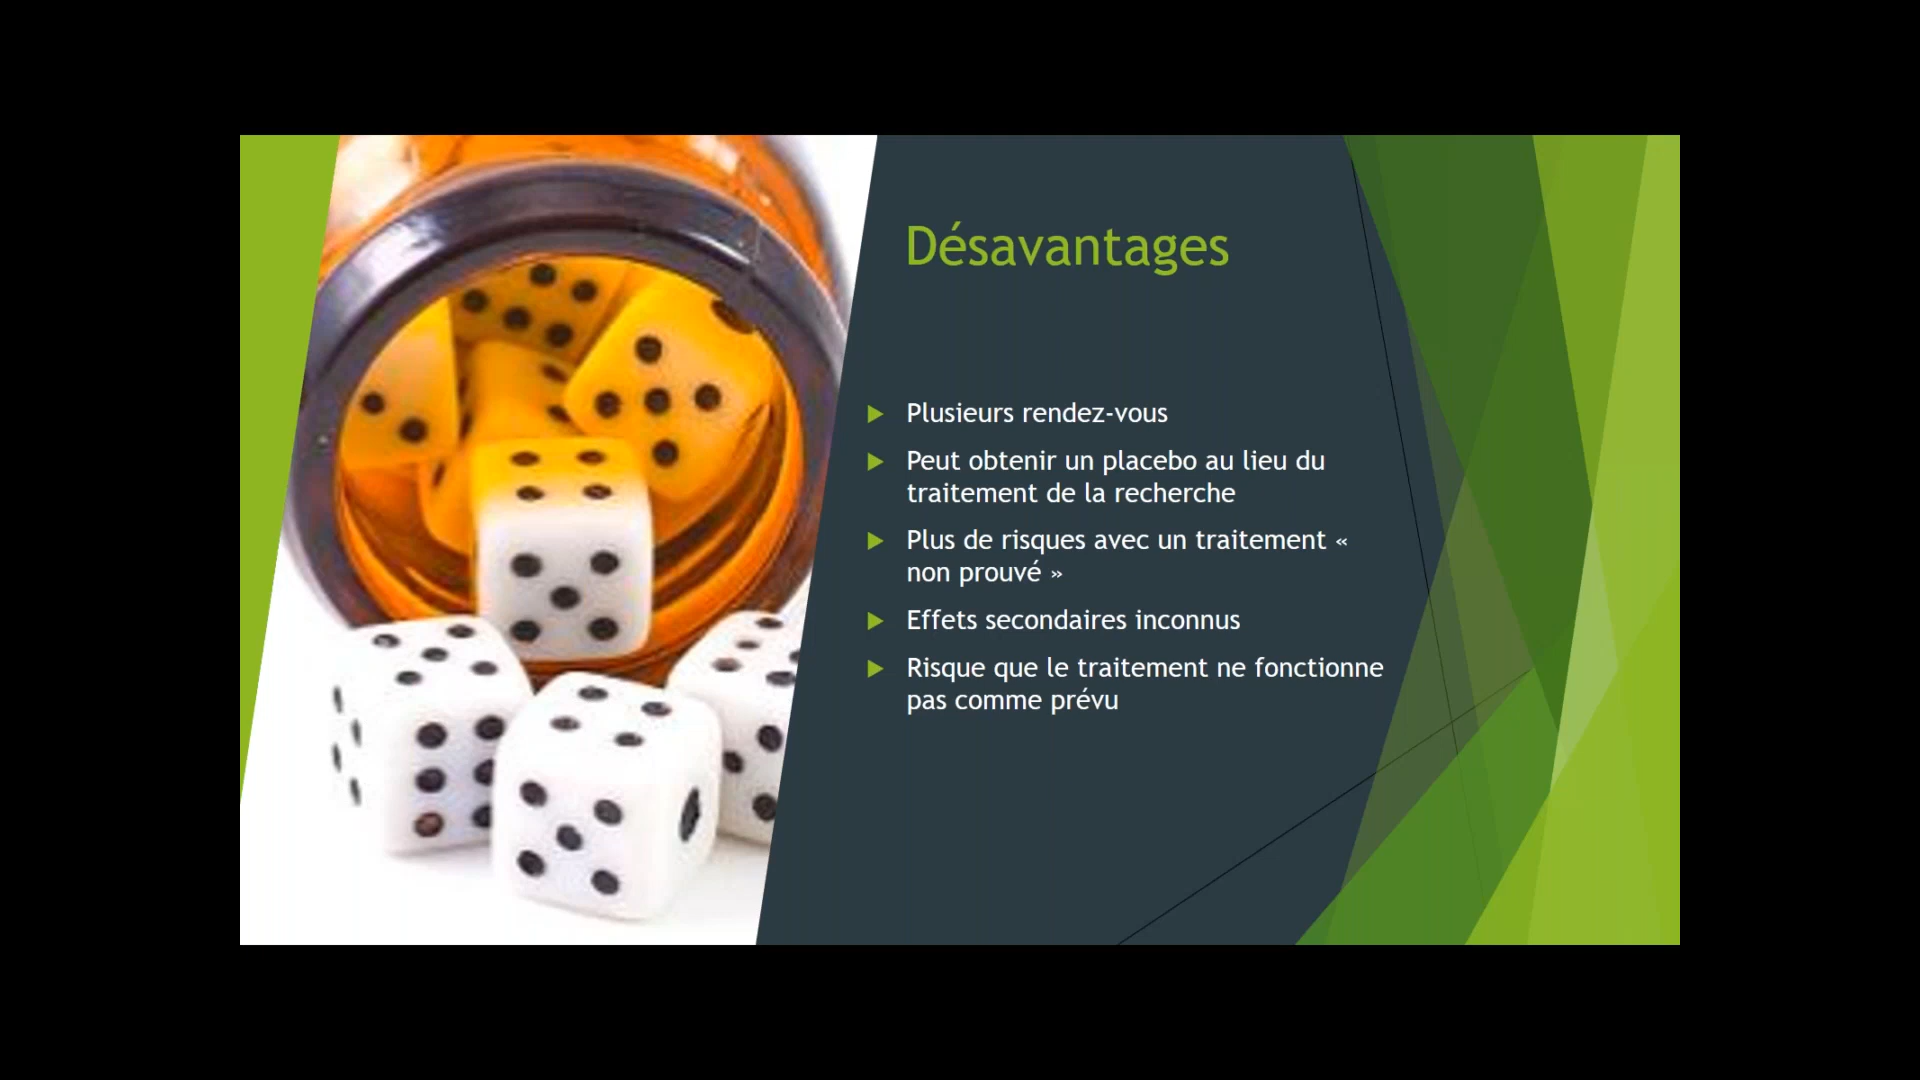 Désavantages
Plusieurs rendez-vous
Peut obtenir un placebo au lieu du
traitement de la recherche
Plus de risques avec un traitement «
non prouvé »
Effets secondaires inconnus
Risque que le traitement ne fonctionne
pas comme prévu